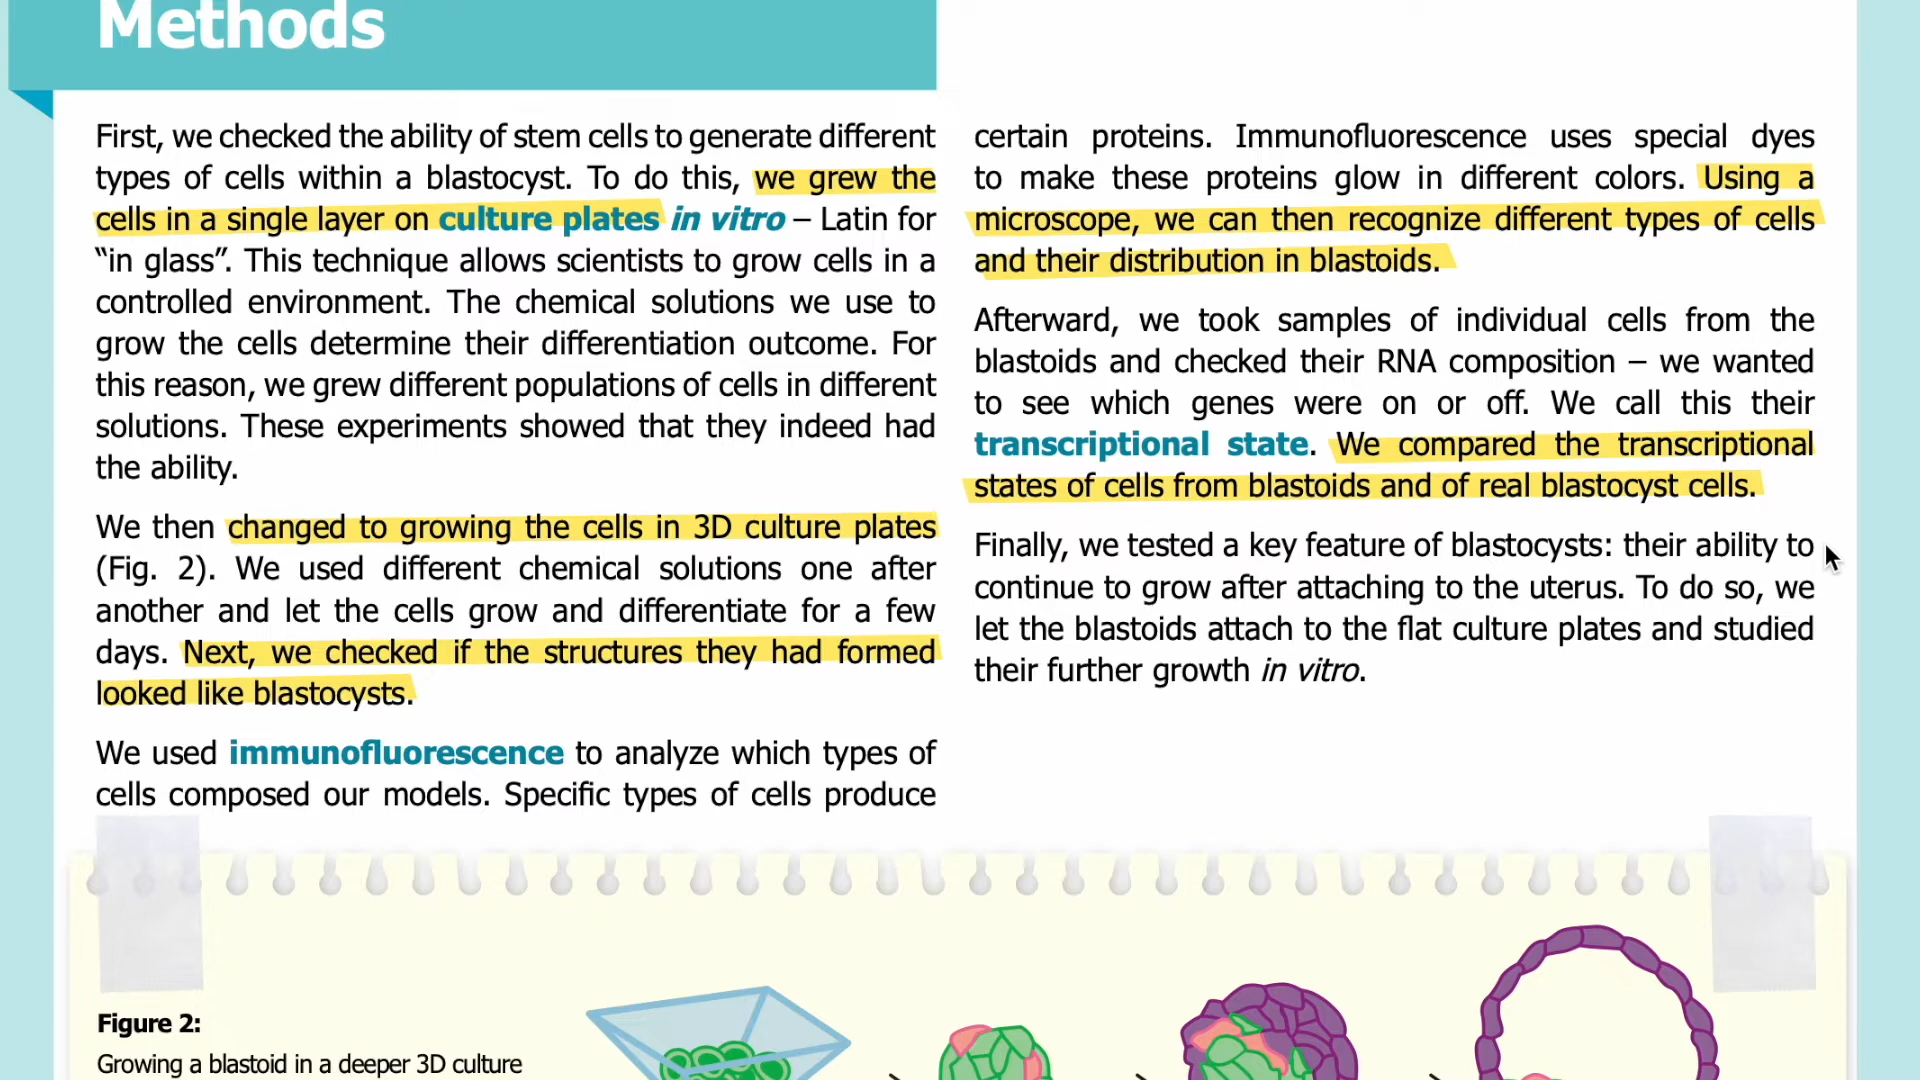 Methods
First, we checked the ability of stem cells to generate different
types of cells within a blastocyst. To do this, we grew the
cells in a single layer on culture plates in vitro – Latin for
“in glass”. This technique allows scientists to grow cells in a
controlled environment. The chemical solutions we use to
grow the cells determine their differentiation outcome. For
this reason, we grew different populations of cells in different
solutions. These experiments showed that they indeed had
the ability.
We then changed to growing the cells in 3D culture plates
(Fig. 2). We used different chemical solutions one after
another and let the cells grow and differentiate for a few
days. Next, we checked if the structures they had formed
looked like blastocysts.
We used immunofluorescence to analyze which types of
cells composed our models. Specific types of cells produce
certain proteins. Immunofluorescence uses special dyes
to make these proteins glow in different colors. Using a
microscope, we can then recognize different types of cells
and their distribution in blastoids.
Afterward, we took samples of individual cells from the
blastoids and checked their RNA composition – we wanted
to see which genes were on or off. We call this their
transcriptional state. We compared the transcriptional
states of cells from blastoids and of real blastocyst cells.
Finally, we tested a key feature of blastocysts: their ability to
continue to grow after attaching to the uterus. To do so, we
let the blastoids attach to the flat culture plates and studied
their further growth in vitro.
Figure 2:
Growing a blastoid in a deeper 3D culture